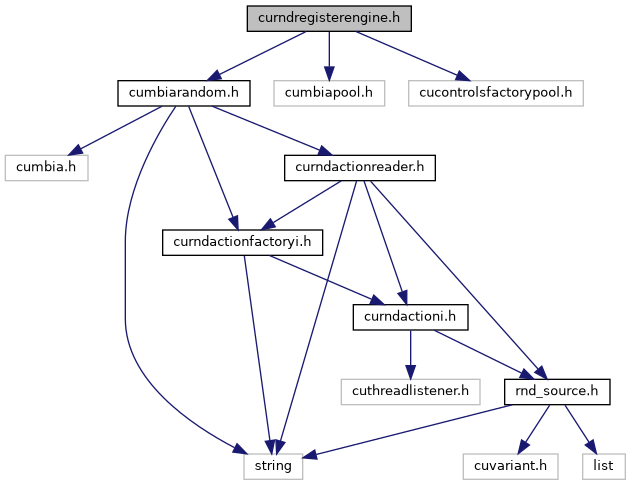 curndregisterengine.h
cumbiarandom.h
cumbiapool.h
cucontrolsfactorypool.h
cumbia.h
curndactionreader.h
curndactionfactoryi.h
curndactioni.h
cuthreadlistener.h
rnd_source.h
string
cuvariant.h
list